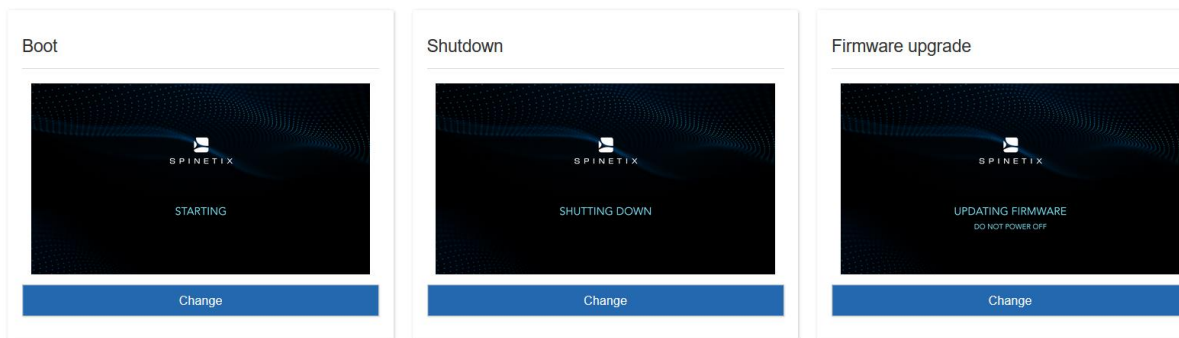 Boot
SPINETIX
STARTING
Change
Shutdown
SPINETIX
SHUTTING DOWN
Change
Firmware upgrade
SPINETIX
UPDATING FIRMWARE
DO NOT POWER OFF
Change